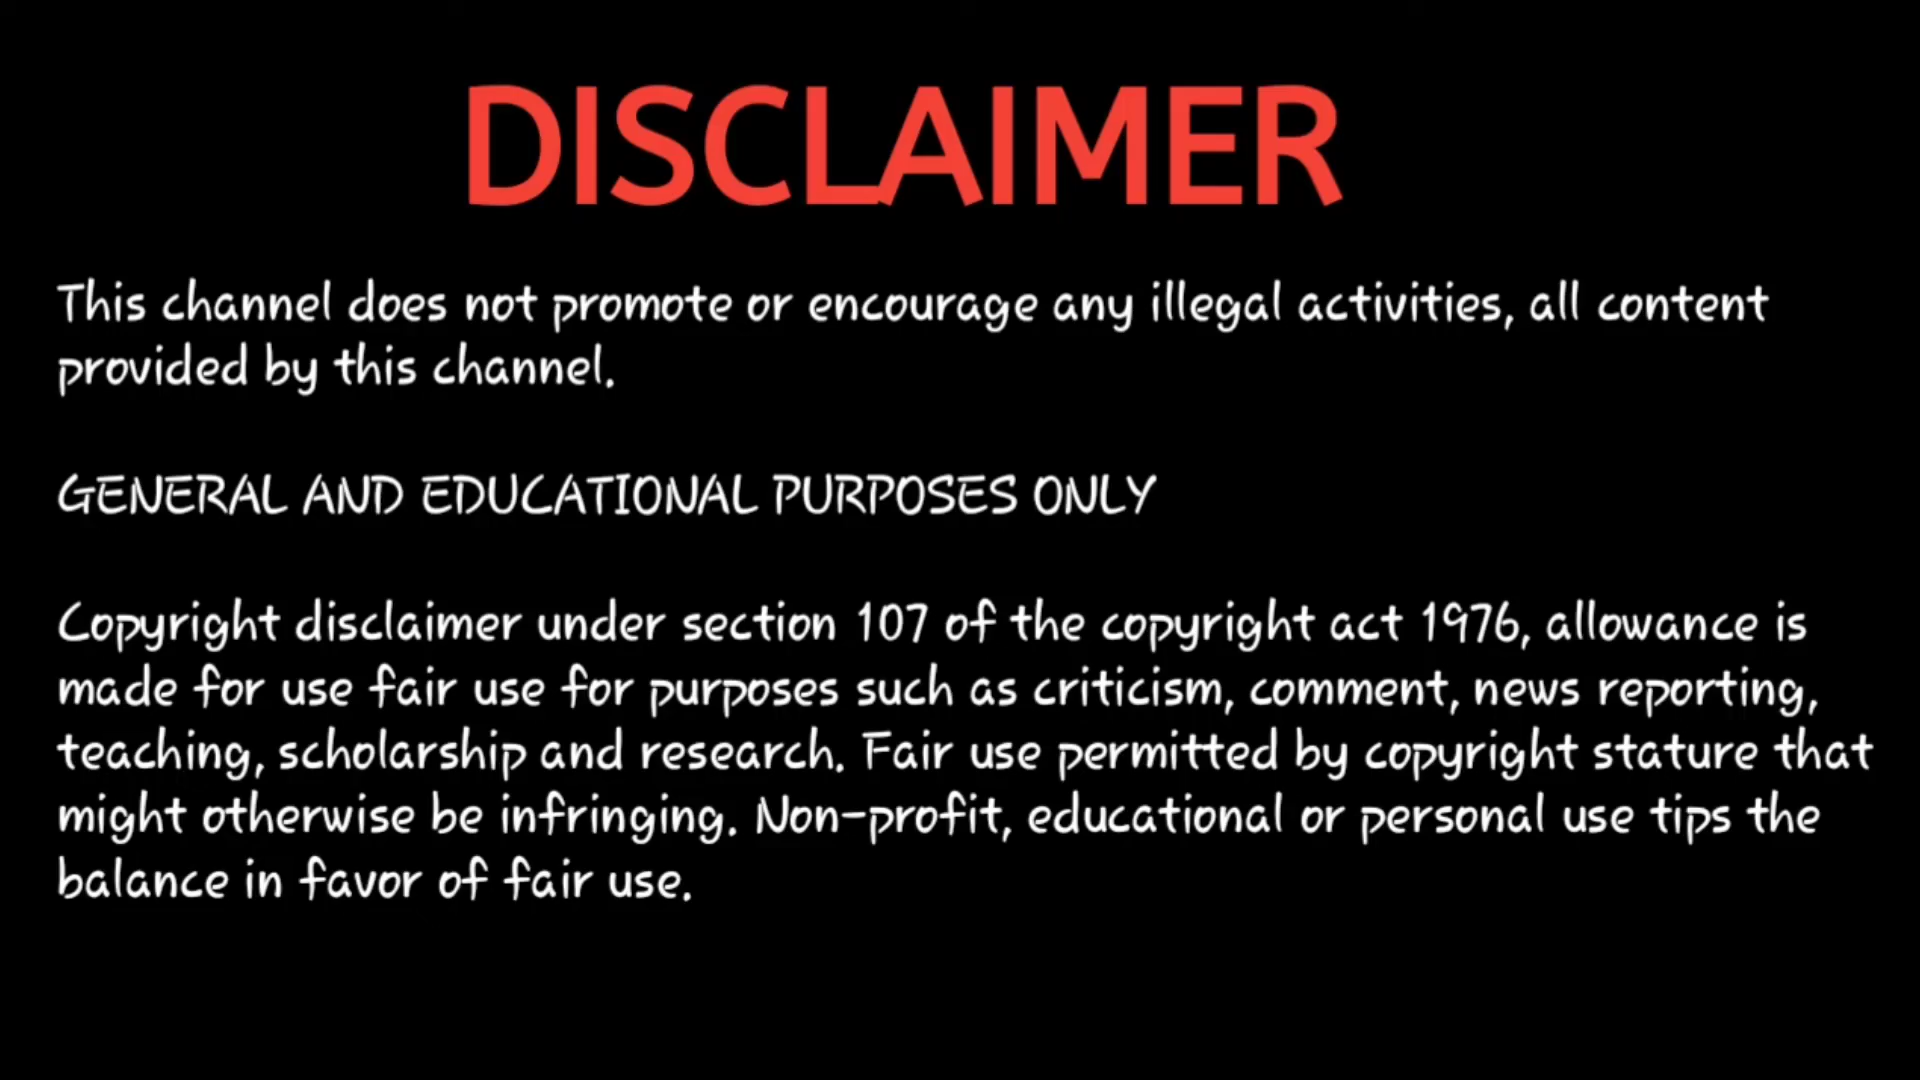 DISCLAIMER
This channel does not promote or encourage any illegal activities, all content
provided by this channel.
GENERAL AND EDUCATIONAL PURPOSES ONLY
Copyright disclaimer under section 107 of the copyright act 1976, allowance is
made for use fair use for purposes such as criticism, comment, news reporting,
teaching, scholarship and research. Fair use permitted by copyright stature that
might otherwise be infringing. Non-profit, educational or personal use tips the
balance in favor of fair use.